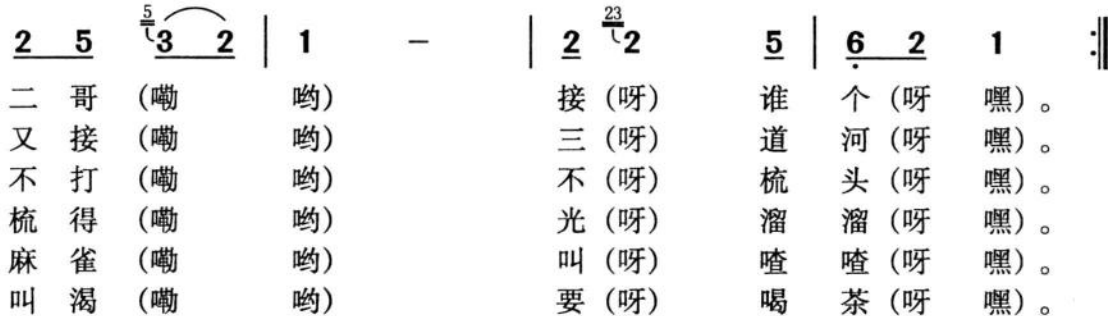 5 23
2 5 3 2 | 1 － | 2 2 5 | 6 2 1 :‖
二 哥 (嘞 哟) 接 (呀) 谁 个 (呀 嘿)。
又 接 (嘞 哟) 三 (呀) 道 河 (呀 嘿)。
不 打 (嘞 哟) 不 (呀) 梳 头 (呀 嘿)。
梳 得 (嘞 哟) 光 (呀) 溜 溜 (呀 嘿)。
麻 雀 (嘞 哟) 叫 (呀) 喳 喳 (呀 嘿)。
叫 渴 (嘞 哟) 要 (呀) 喝 茶 (呀 嘿)。